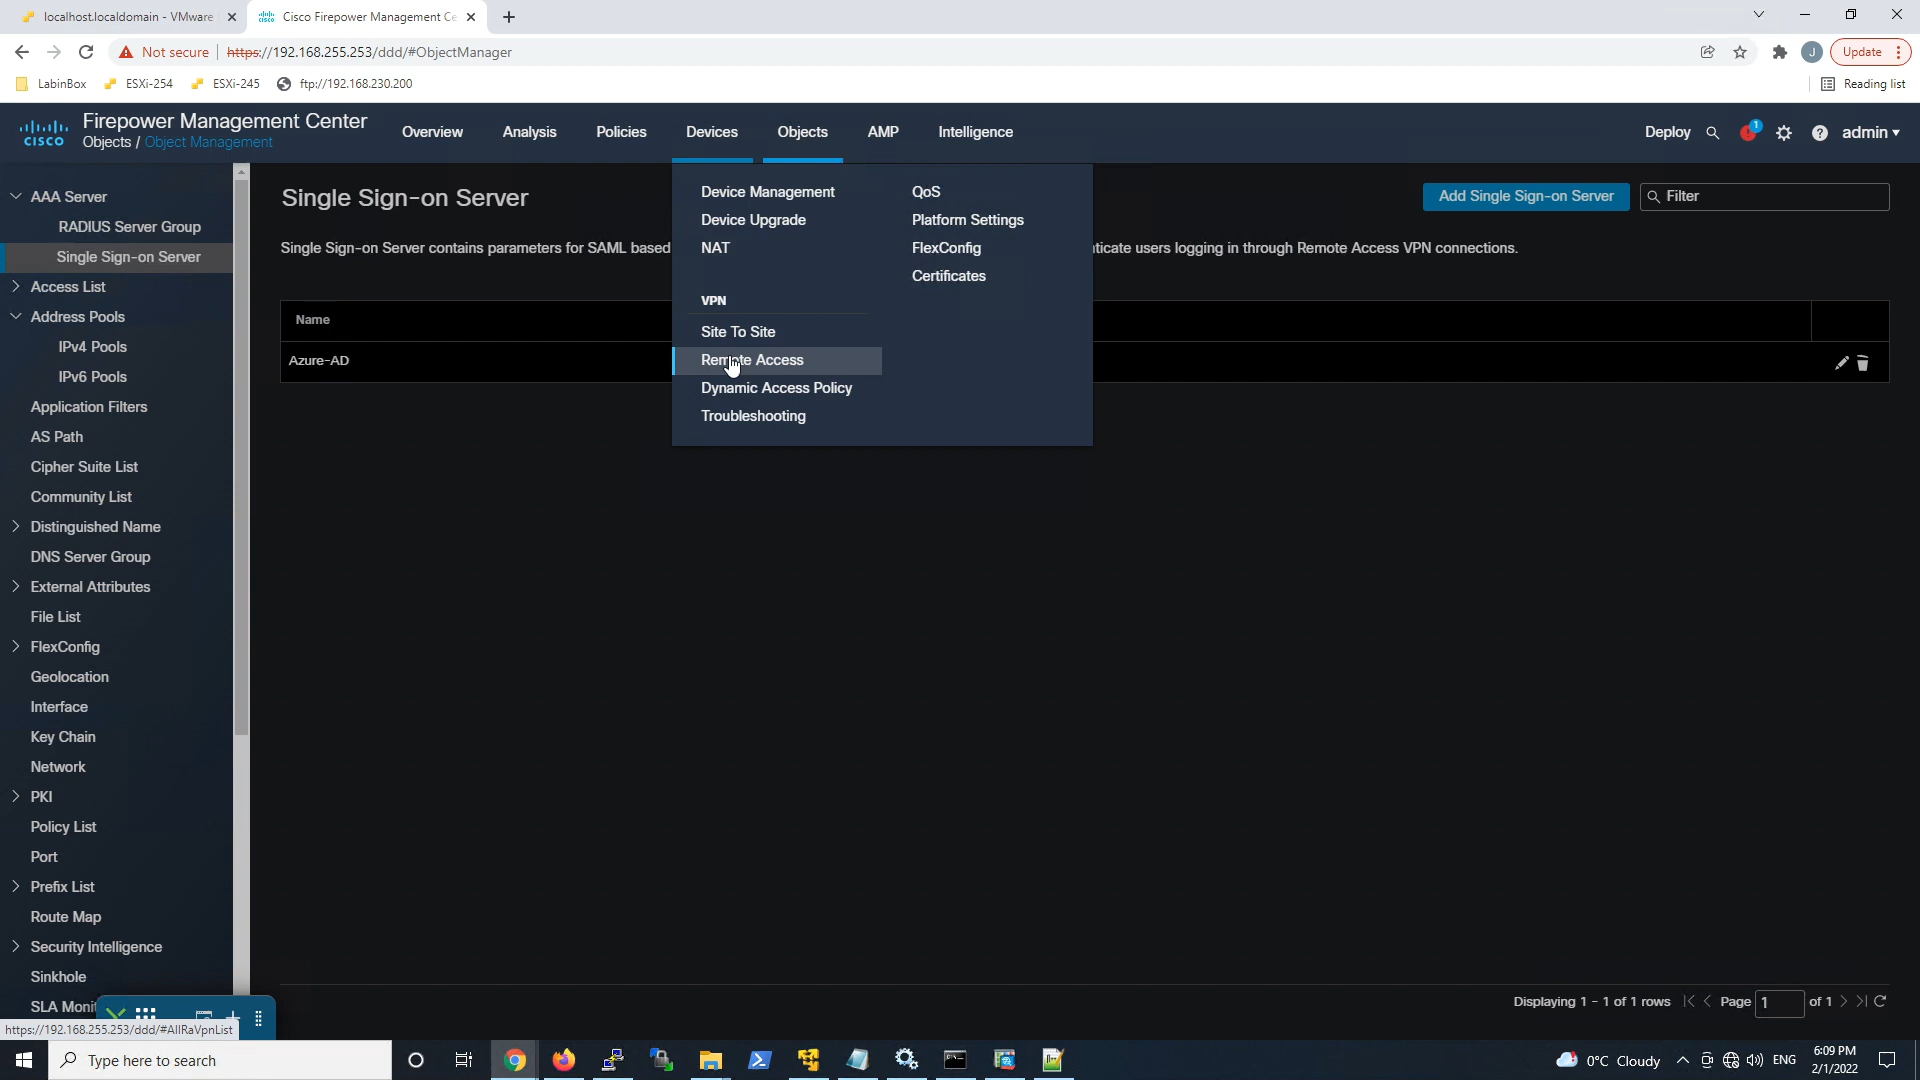 localhost.localdomain - VMware
Cisco Firepower Management Ce
Not secure
https://192.168.255.253/ddd/#ObjectManager
J
Update
LabinBox
ESXi-254
ESXi-245
ftp://192.168.230.200
Reading list
cisco
Firepower Management Center
Objects / Object Management
Overview
Analysis
Policies
Devices
Objects
AMP
Intelligence
Deploy
1
admin
AAA Server
RADIUS Server Group
Single Sign-on Server
Access List
Address Pools
IPv4 Pools
IPv6 Pools
Application Filters
AS Path
Cipher Suite List
Community List
Distinguished Name
DNS Server Group
External Attributes
File List
FlexConfig
Geolocation
Interface
Key Chain
Network
PKI
Policy List
Port
Prefix List
Route Map
Security Intelligence
Sinkhole
SLA Monit
https://192.168.255.253/ddd/#AllRaVpnList
Single Sign-on Server
Add Single Sign-on Server
Filter
Single Sign-on Server contains parameters for SAML based
ticate users logging in through Remote Access VPN connections.
Name
Azure-AD
Device Management
Device Upgrade
NAT
VPN
Site To Site
Remote Access
Dynamic Access Policy
Troubleshooting
QoS
Platform Settings
FlexConfig
Certificates
Displaying 1 - 1 of 1 rows
Page 1 of 1
Type here to search
0°C Cloudy
ENG
6:09 PM
2/1/2022